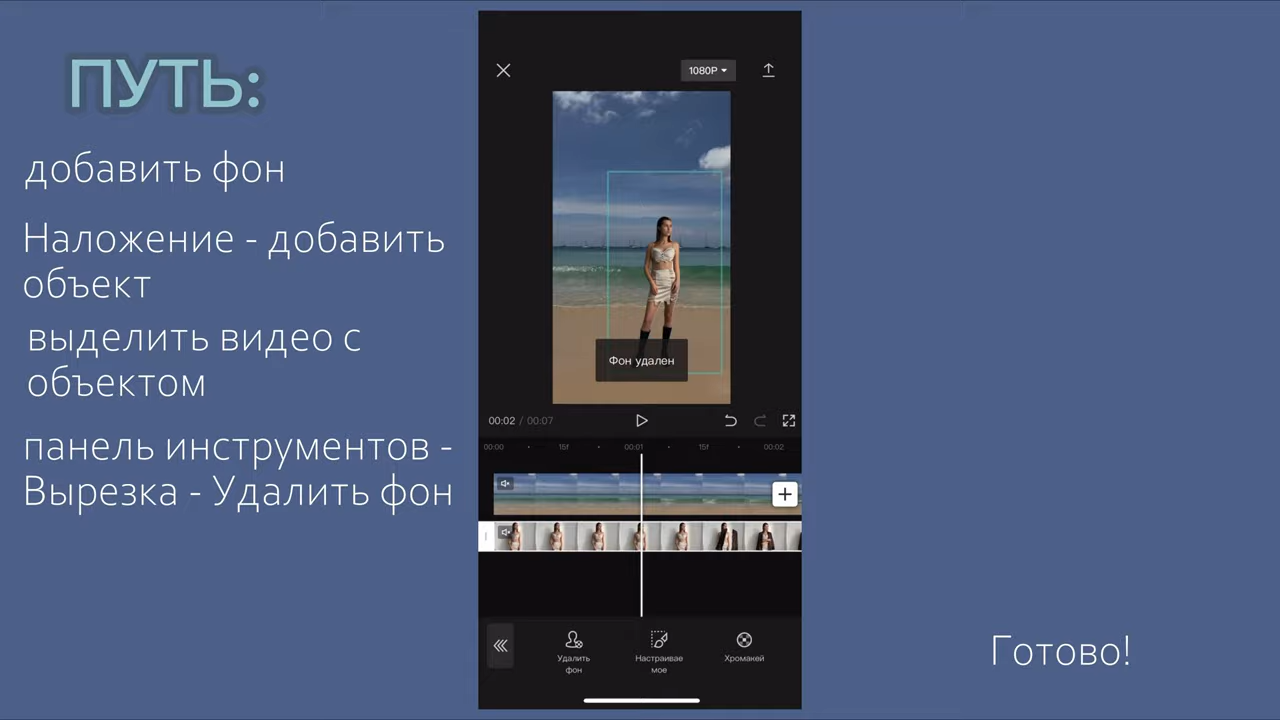 ПУТЬ:
добавить фон
Наложение - добавить
объект
выделить видео с
объектом
панель инструментов -
Вырезка - Удалить фон
1080P
Фон удален
00:02 / 00:07
00:00 15f 00:01 15f 00:02
Удалить
фон
Настраивае
мое
Хромакей
Готово!